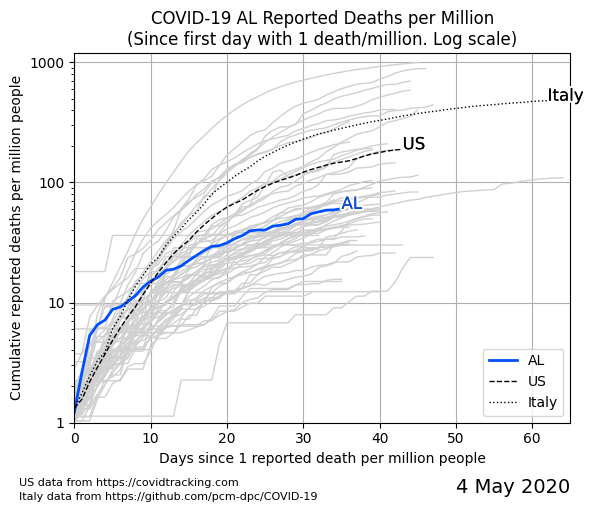 COVID-19 AL Reported Deaths per Million
(Since first day with 1 death/million. Log scale)
Cumulative reported deaths per million people
1000
100
10
1
Italy
US
AL
AL
US
Italy
0
10
20
30
40
50
60
Days since 1 reported death per million people
US data from https://covidtracking.com
Italy data from https://github.com/pcm-dpc/COVID-19
4 May 2020